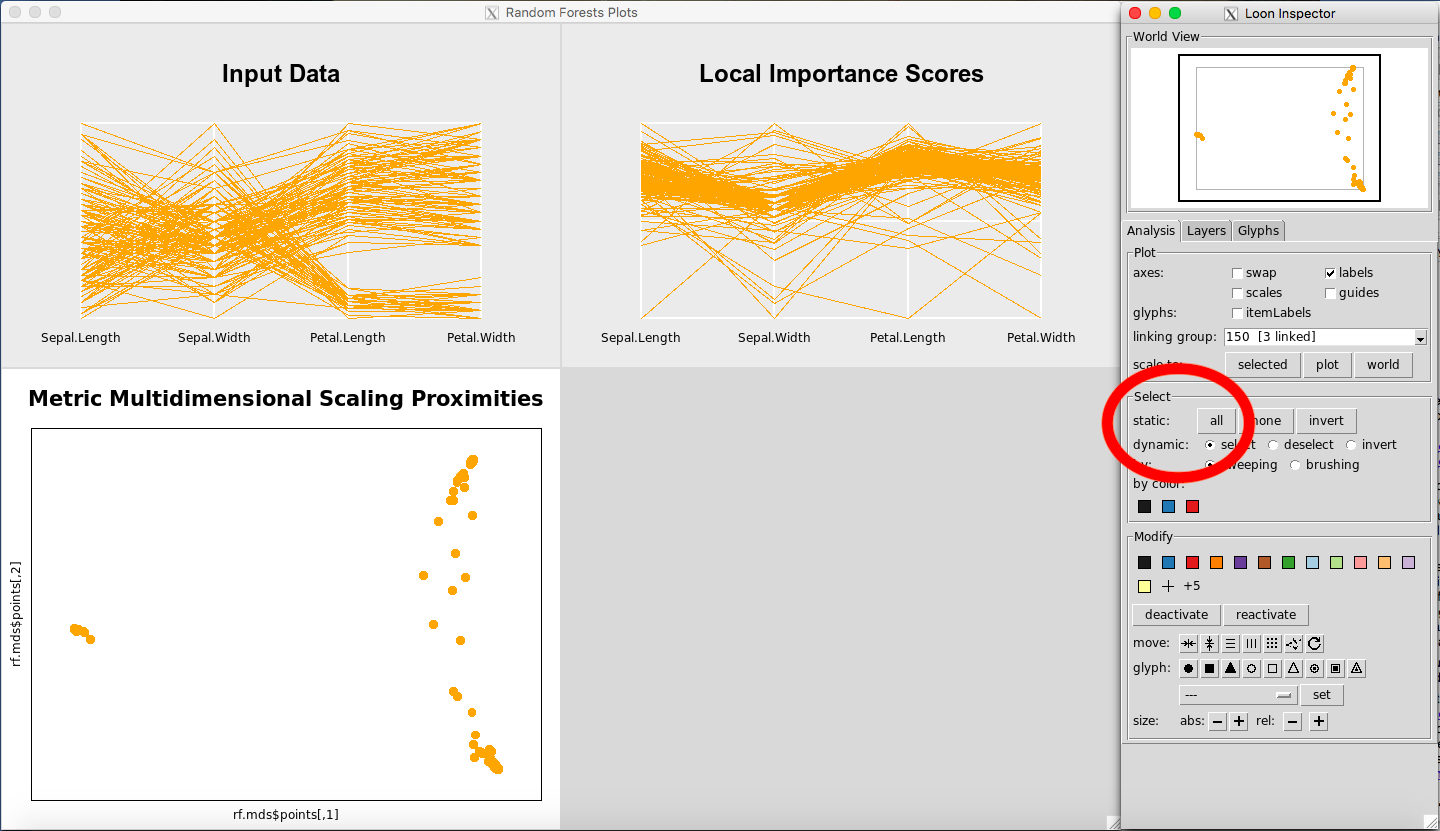 Random Forests Plots
Input Data
Sepal.Length Sepal.Width Petal.Length Petal.Width
Local Importance Scores
Sepal.Length Sepal.Width Petal.Length Petal.Width
Metric Multidimensional Scaling Proximities
rf.mds$points[,2]
rf.mds$points[,1]
Loon Inspector
World View
Analysis Layers Glyphs
Plot
axes: swap labels
scales guides
glyphs: itemLabels
linking group: 150 [3 linked]
scale to: selected plot world
Select
static: all none invert
dynamic: select deselect invert
by: sweeping brushing
by color:
Modify
+5
deactivate reactivate
move:
glyph:
--- set
size: abs: − + rel: − +